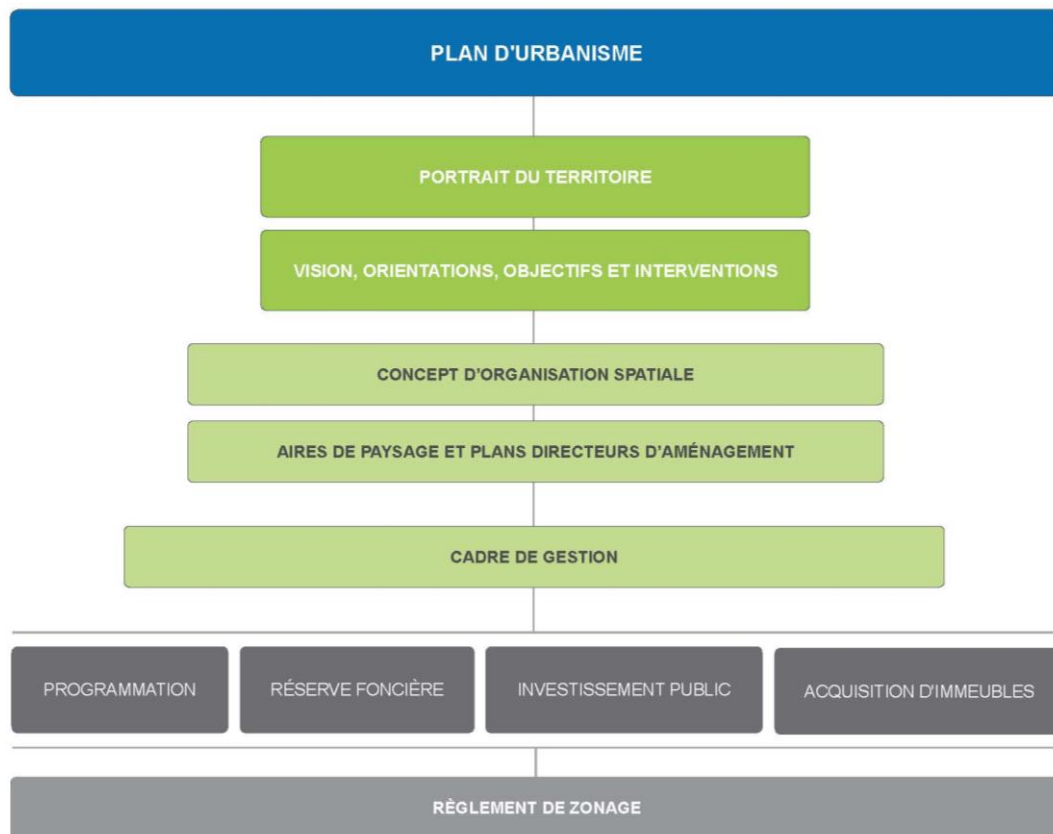 PLAN D'URBANISME
PORTRAIT DU TERRITOIRE
VISION, ORIENTATIONS, OBJECTIFS ET INTERVENTIONS
CONCEPT D'ORGANISATION SPATIALE
AIRES DE PAYSAGE ET PLANS DIRECTEURS D'AMÉNAGEMENT
CADRE DE GESTION
PROGRAMMATION
RÉSERVE FONCIÈRE
INVESTISSEMENT PUBLIC
ACQUISITION D'IMMEUBLES
RÈGLEMENT DE ZONAGE